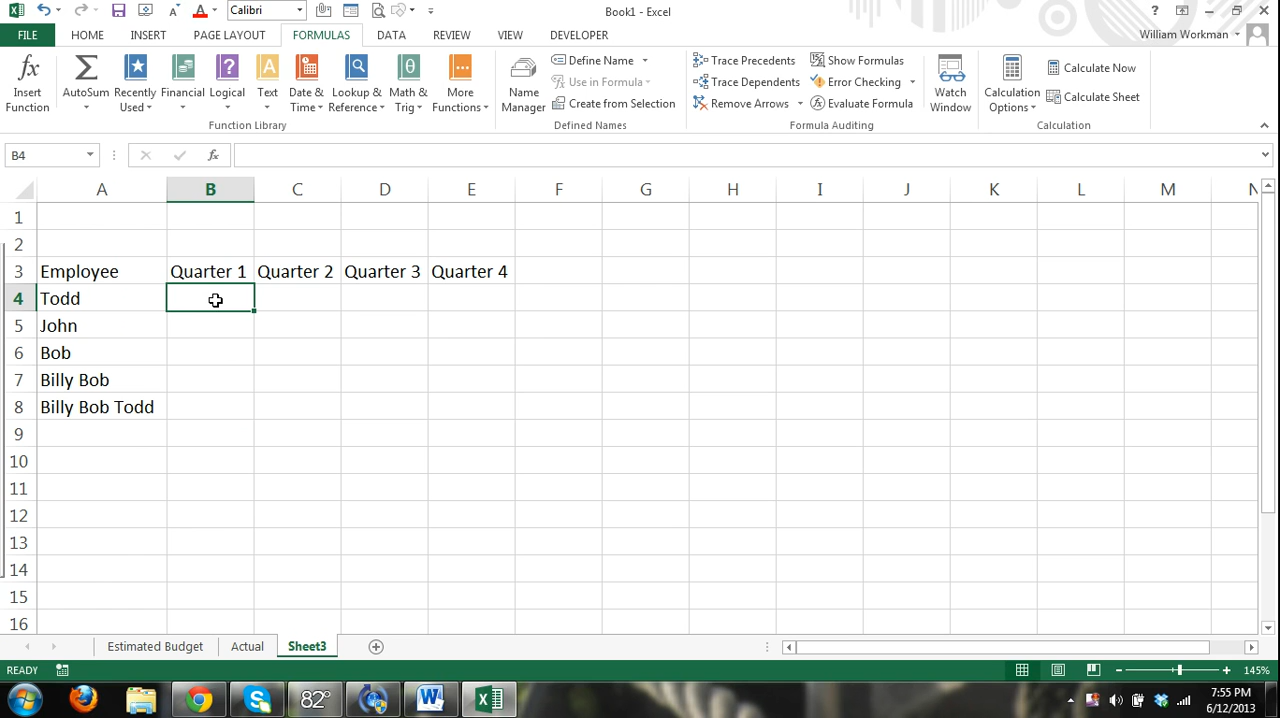 Calibri
Book1 - Excel
?
FILE HOME INSERT PAGE LAYOUT FORMULAS DATA REVIEW VIEW DEVELOPER
William Workman
Insert Function
AutoSum
Recently Used
Financial
Logical
Text
Date & Time
Lookup & Reference
Math & Trig
More Functions
Function Library
Name Manager
Define Name
Use in Formula
Create from Selection
Defined Names
Trace Precedents
Trace Dependents
Remove Arrows
Show Formulas
Error Checking
Evaluate Formula
Formula Auditing
Watch Window
Calculation Options
Calculate Now
Calculate Sheet
Calculation
B4
fx
A B C D E F G H I J K L M N
1
2
3 Employee Quarter 1 Quarter 2 Quarter 3 Quarter 4
4 Todd
5 John
6 Bob
7 Billy Bob
8 Billy Bob Todd
9
10
11
12
13
14
15
16
Estimated Budget Actual Sheet3
READY
145%
82°
7:55 PM
6/12/2013